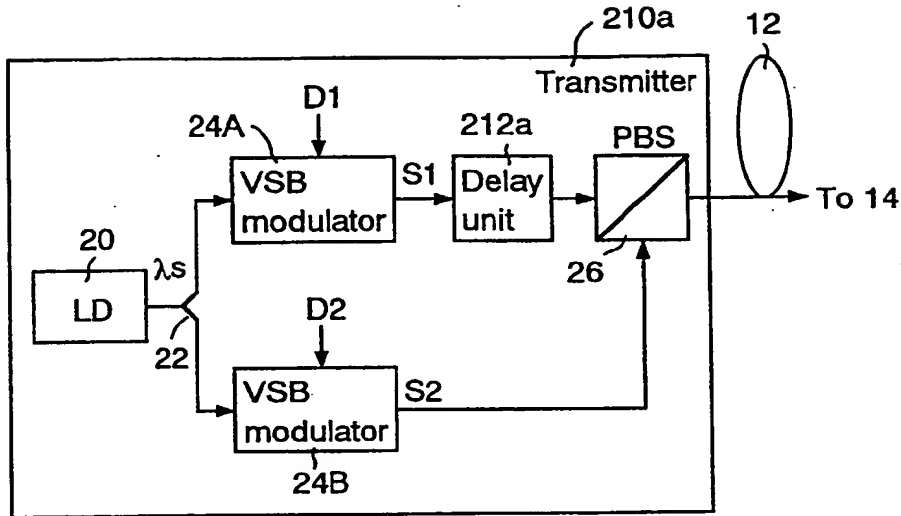 210a
12
Transmitter
D1
24A
212a
PBS
VSB
modulator
S1
Delay
unit
To 14
20
λs
26
LD
22
D2
VSB
modulator
S2
24B